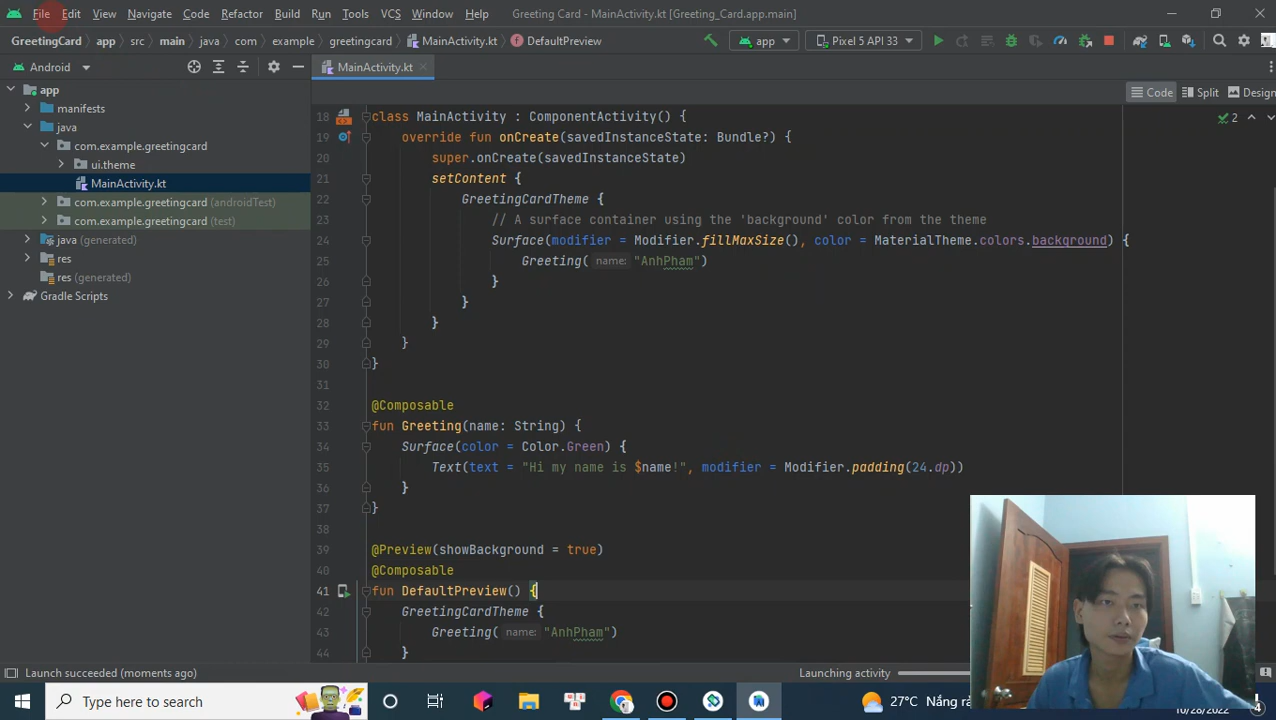 File Edit View Navigate Code Refactor Build Run Tools VCS Window Help Greeting Card - MainActivity.kt [Greeting_Card.app.main]
GreetingCard app src main java com example greetingcard MainActivity.kt DefaultPreview app Pixel 5 API 33
Android MainActivity.kt
Code Split Design
app
manifests
java
com.example.greetingcard
ui.theme
MainActivity.kt
com.example.greetingcard (androidTest)
com.example.greetingcard (test)
java (generated)
res
res (generated)
Gradle Scripts
2
18 class MainActivity : ComponentActivity() {
19 override fun onCreate(savedInstanceState: Bundle?) {
20 super.onCreate(savedInstanceState)
21 setContent {
22 GreetingCardTheme {
23 // A surface container using the 'background' color from the theme
24 Surface(modifier = Modifier.fillMaxSize(), color = MaterialTheme.colors.background) {
25 Greeting( name: "AnhPham")
26 }
27 }
28 }
29 }
30 }
31
32 @Composable
33 fun Greeting(name: String) {
34 Surface(color = Color.Green) {
35 Text(text = "Hi my name is $name!", modifier = Modifier.padding(24.dp))
36 }
37 }
38
39 @Preview(showBackground = true)
40 @Composable
41 fun DefaultPreview() {
42 GreetingCardTheme {
43 Greeting( name: "AnhPham")
44 }
Launch succeeded (moments ago) Launching activity
Type here to search 27°C Nắng rả 10/28/2022 4